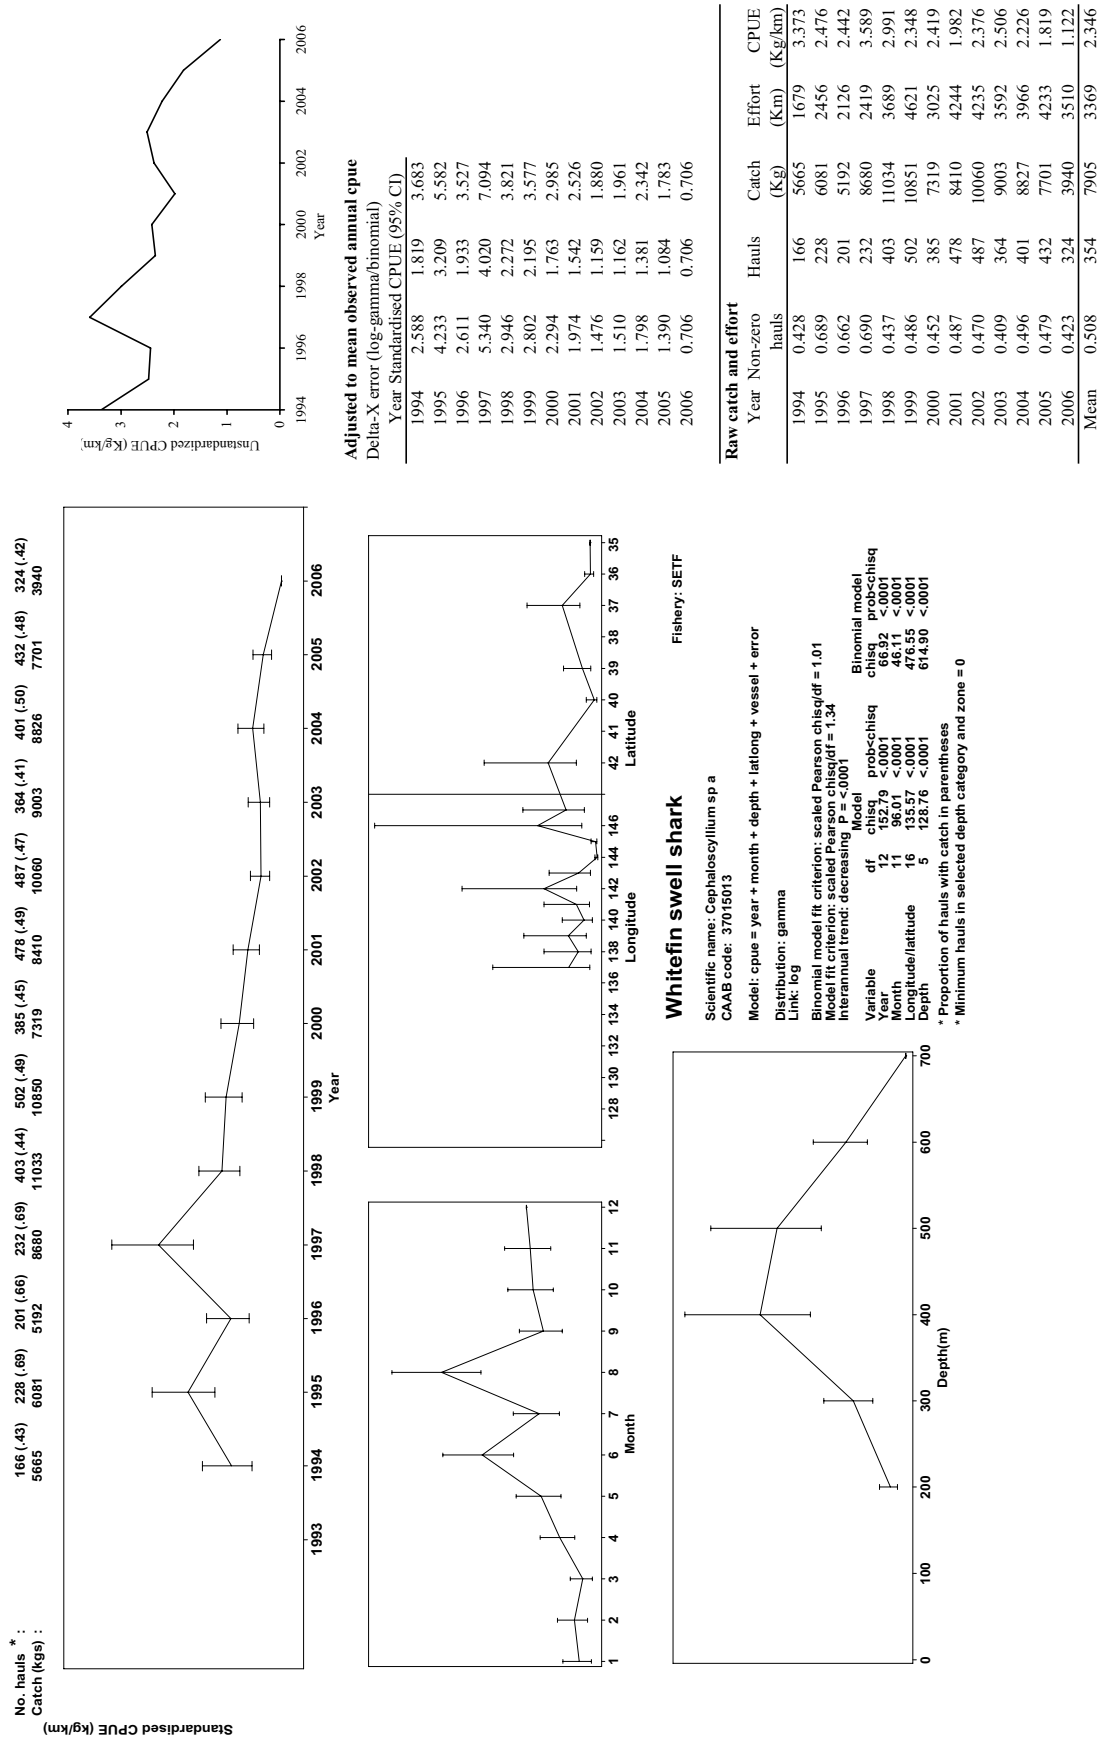 No. hauls * : 166 (.43) 228 (.69) 201 (.66) 232 (.69) 403 (.44) 502 (.49) 385 (.45) 478 (.49) 487 (.47) 364 (.41) 401 (.50) 432 (.48) 324 (.42)
Catch (kgs) : 5665 6081 5192 8680 11033 10850 7319 8410 10060 9003 8826 7701 3940
Standardised CPUE (kg/km)
1993 1994 1995 1996 1997 1998 1999 2000 2001 2002 2003 2004 2005 2006
Year
1 2 3 4 5 6 7 8 9 10 11 12
Month
128 130 132 134 136 138 140 142 144 146 42 41 40 39 38 37 36 35
Longitude Latitude
0 100 200 300 400 500 600 700
Depth(m)
Whitefin swell shark
Fishery: SETF
Scientific name: Cephaloscyllium sp a
CAAB code: 37015013
Model: cpue = year + month + depth + latlong + vessel + error
Distribution: gamma
Link: log
Binomial model fit criterion: scaled Pearson chisq/df = 1.01
Model fit criterion: scaled Pearson chisq/df = 1.34
Interannual trend: decreasing P = <.0001
Model Binomial model
Variable df chisq prob<chisq chisq prob<chisq
Year 12 152.79 <.0001 66.92 <.0001
Month 11 96.01 <.0001 46.11 <.0001
Longitude/latitude 16 135.57 <.0001 476.55 <.0001
Depth 5 128.76 <.0001 614.90 <.0001
* Proportion of hauls with catch in parentheses
* Minimum hauls in selected depth category and zone = 0
Unstandardized CPUE (Kg/km)
4
3
2
1
0
1994 1996 1998 2000 2002 2004 2006
Year
Adjusted to mean observed annual cpue
Delta-X error (log-gamma/binomial)
Year Standardised CPUE (95% CI)
1994 2.588 1.819 3.683
1995 4.233 3.209 5.582
1996 2.611 1.933 3.527
1997 5.340 4.020 7.094
1998 2.946 2.272 3.821
1999 2.802 2.195 3.577
2000 2.294 1.763 2.985
2001 1.974 1.542 2.526
2002 1.476 1.159 1.880
2003 1.510 1.162 1.961
2004 1.798 1.381 2.342
2005 1.390 1.084 1.783
2006 0.706 0.706 0.706
Raw catch and effort
Year Non-zero Hauls Catch Effort CPUE
hauls (Kg) (Km) (Kg/km)
1994 0.428 166 5665 1679 3.373
1995 0.689 228 6081 2456 2.476
1996 0.662 201 5192 2126 2.442
1997 0.690 232 8680 2419 3.589
1998 0.437 403 11034 3689 2.991
1999 0.486 502 10851 4621 2.348
2000 0.452 385 7319 3025 2.419
2001 0.487 478 8410 4244 1.982
2002 0.470 487 10060 4235 2.376
2003 0.409 364 9003 3592 2.506
2004 0.496 401 8827 3966 2.226
2005 0.479 432 7701 4233 1.819
2006 0.423 324 3940 3510 1.122
Mean 0.508 354 7905 3369 2.346